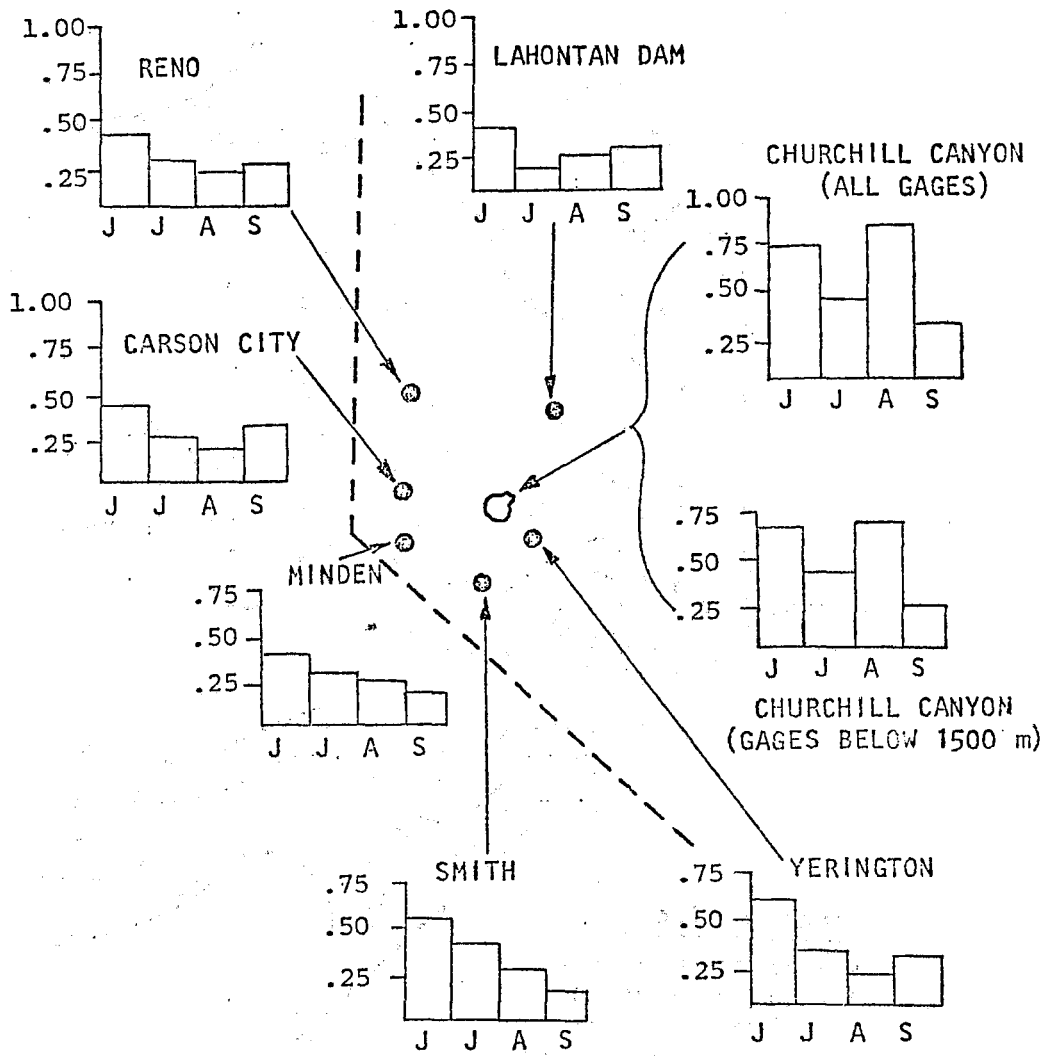 1.00
RENO
.75
.50
.25
J J A S
1.00
LAHONTAN DAM
.75
.50
.25
J J A S
CHURCHILL CANYON
(ALL GAGES)
1.00
.75
.50
.25
J J A S
1.00
.75
CARSON CITY
.50
.25
J J A S
MINDEN
.75
.50
.25
J J A S
.75
.50
.25
J J A S
CHURCHILL CANYON
(GAGES BELOW 1500 m)
SMITH
.75
.50
.25
J J A S
YERINGTON
.75
.50
.25
J J A S